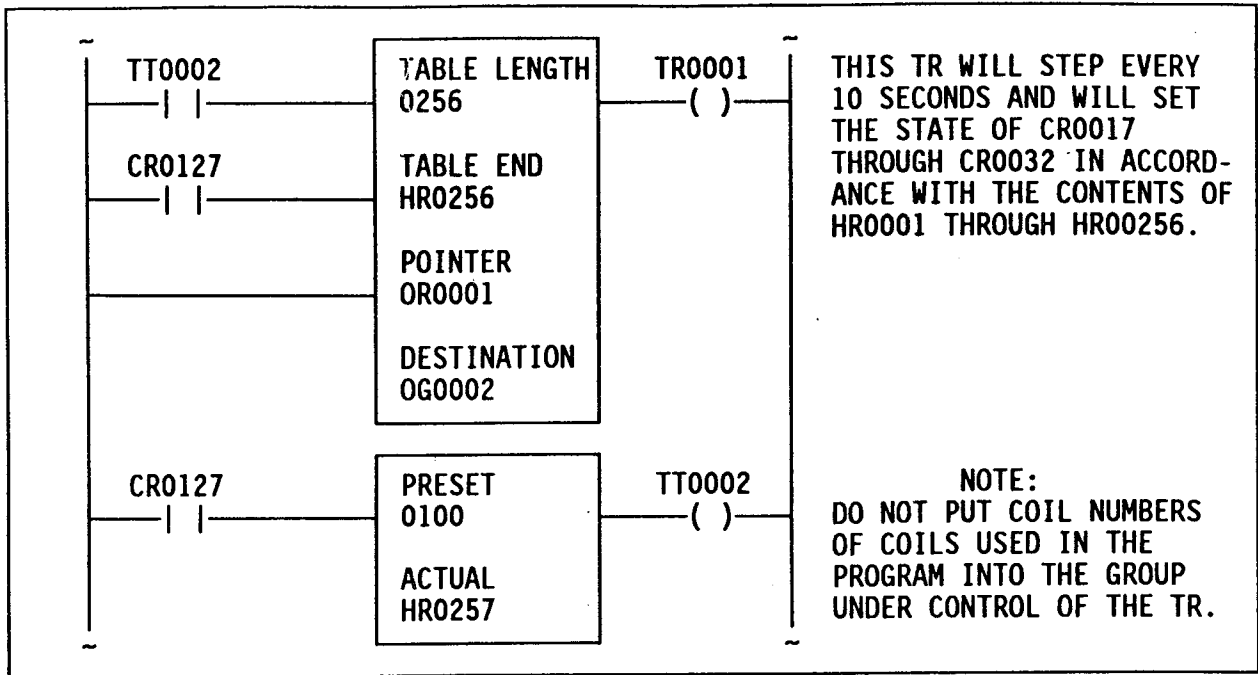 TT0002
TABLE LENGTH
0256
TR0001
( )
CR0127
TABLE END
HR0256
POINTER
OR0001
DESTINATION
OG0002
THIS TR WILL STEP EVERY
10 SECONDS AND WILL SET
THE STATE OF CR0017
THROUGH CR0032 IN ACCORD-
ANCE WITH THE CONTENTS OF
HR0001 THROUGH HR00256.
CR0127
PRESET
0100
TT0002
( )
ACTUAL
HR0257
NOTE:
DO NOT PUT COIL NUMBERS
OF COILS USED IN THE
PROGRAM INTO THE GROUP
UNDER CONTROL OF THE TR.